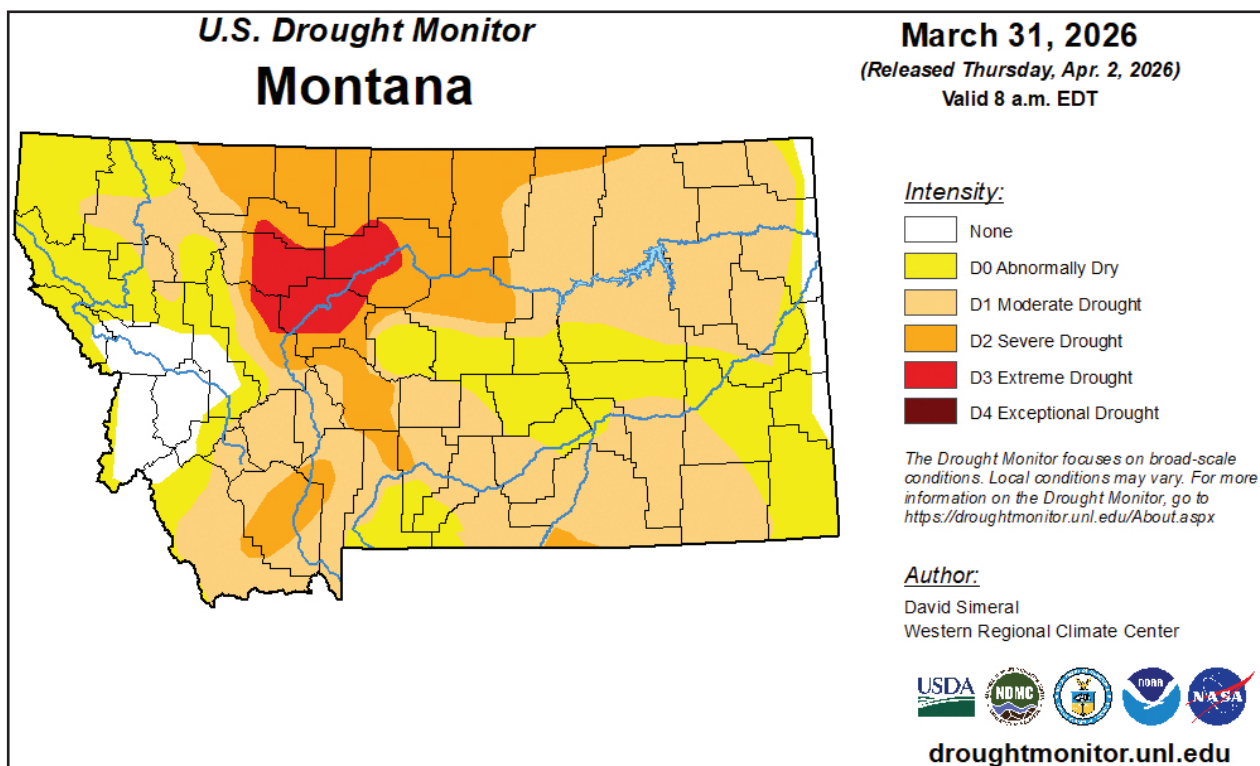 U.S. Drought Monitor
Montana
March 31, 2026
(Released Thursday, Apr. 2, 2026)
Valid 8 a.m. EDT
Intensity:
None
D0 Abnormally Dry
D1 Moderate Drought
D2 Severe Drought
D3 Extreme Drought
D4 Exceptional Drought
The Drought Monitor focuses on broad-scale
conditions. Local conditions may vary. For more
information on the Drought Monitor, go to
https://droughtmonitor.unl.edu/About.aspx
Author:
David Simeral
Western Regional Climate Center
USDA
NDMC
NOAA
NASA
droughtmonitor.unl.edu